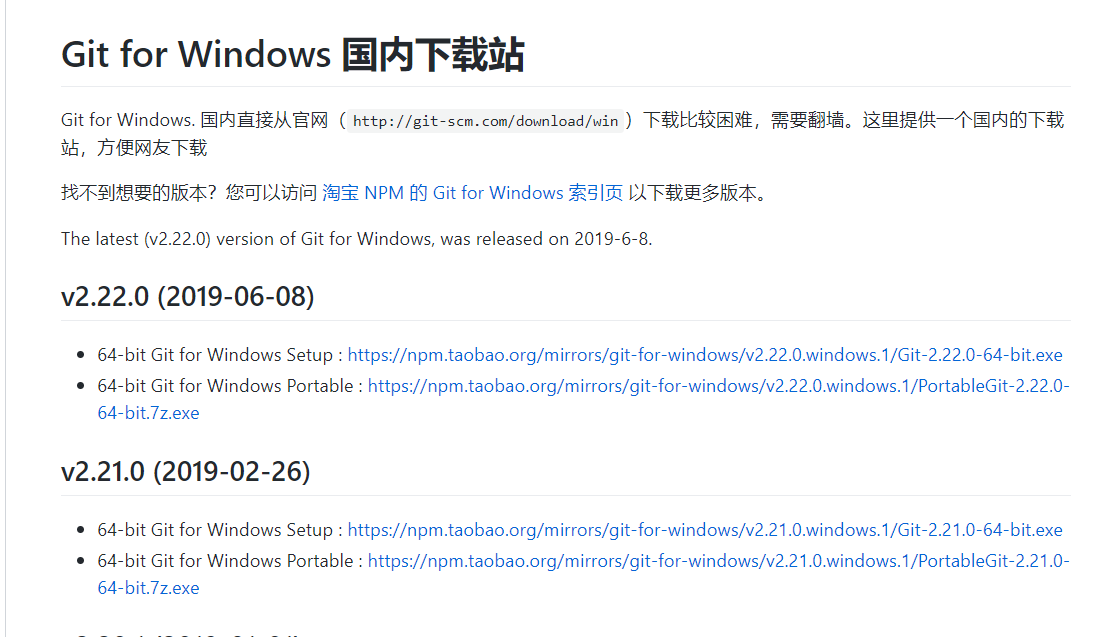 Git for Windows 国内下载站
Git for Windows. 国内直接从官网（http://git-scm.com/download/win）下载比较困难，需要翻墙。这里提供一个国内的下载
站，方便网友下载
找不到想要的版本？您可以访问 淘宝 NPM 的 Git for Windows 索引页 以下载更多版本。
The latest (v2.22.0) version of Git for Windows, was released on 2019-6-8.
v2.22.0 (2019-06-08)
• 64-bit Git for Windows Setup : https://npm.taobao.org/mirrors/git-for-windows/v2.22.0.windows.1/Git-2.22.0-64-bit.exe
• 64-bit Git for Windows Portable : https://npm.taobao.org/mirrors/git-for-windows/v2.22.0.windows.1/PortableGit-2.22.0-
64-bit.7z.exe
v2.21.0 (2019-02-26)
• 64-bit Git for Windows Setup : https://npm.taobao.org/mirrors/git-for-windows/v2.21.0.windows.1/Git-2.21.0-64-bit.exe
• 64-bit Git for Windows Portable : https://npm.taobao.org/mirrors/git-for-windows/v2.21.0.windows.1/PortableGit-2.21.0-
64-bit.7z.exe